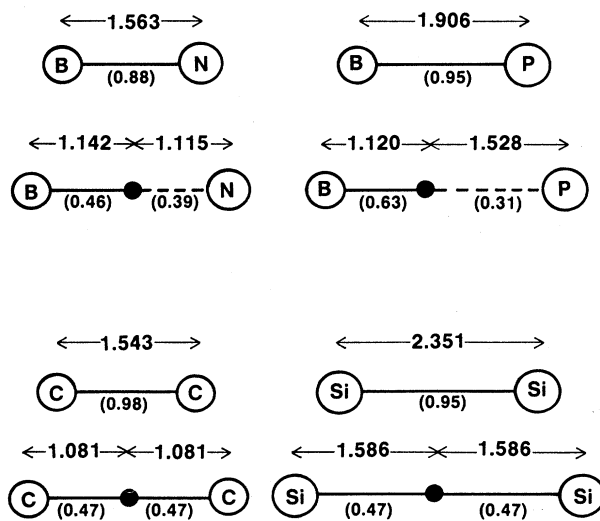 1.563 1.906
B N B P
(0.88) (0.95)
1.142 1.115 1.120 1.528
B N B P
(0.46) (0.39) (0.63) (0.31)
1.543 2.351
C C Si Si
(0.98) (0.95)
1.081 1.081 1.586 1.586
C C Si Si
(0.47) (0.47) (0.47) (0.47)